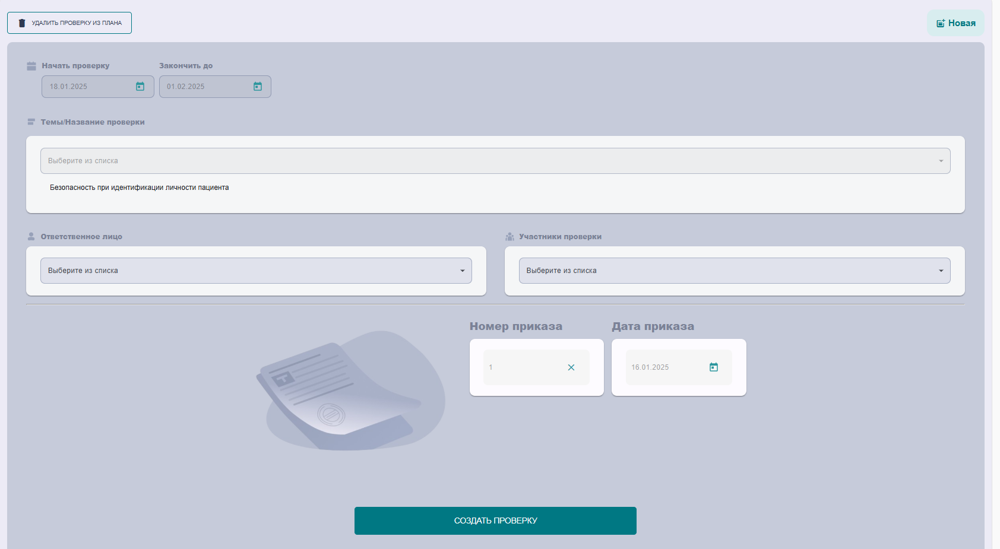 УДАЛИТЬ ПРОВЕРКУ ИЗ ПЛАНА
Новая
Начать проверку
Закончить до
18.01.2025
01.02.2025
Темы/Название проверки
Выберите из списка
Безопасность при идентификации личности пациента
Ответственное лицо
Участники проверки
Выберите из списка
Выберите из списка
Номер приказа
Дата приказа
1
16.01.2025
СОЗДАТЬ ПРОВЕРКУ